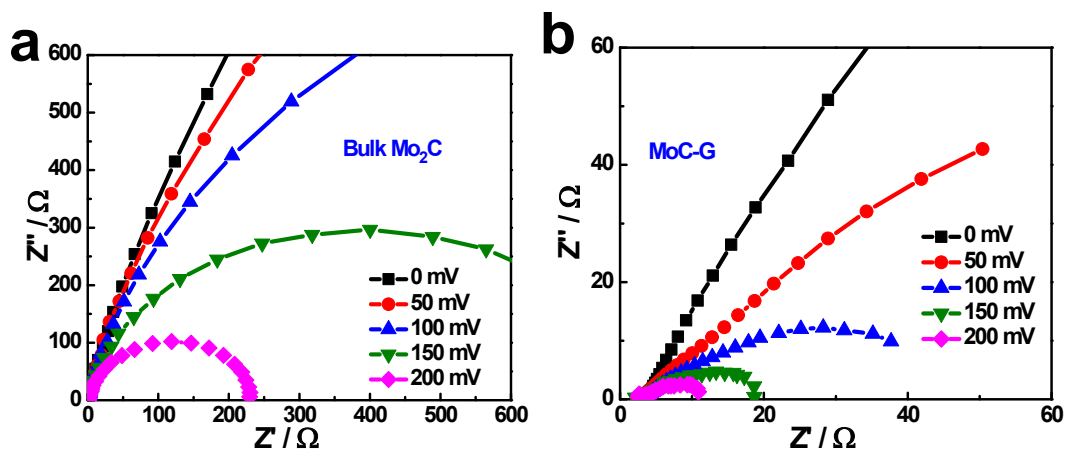 a
600
500
400
300
200
100
0
Z'' / Ω
Bulk Mo₂C
0 mV
50 mV
100 mV
150 mV
200 mV
0 100 200 300 400 500 600
Z' / Ω
b
60
40
20
0
Z'' / Ω
MoC-G
0 mV
50 mV
100 mV
150 mV
200 mV
0 20 40 60
Z' / Ω